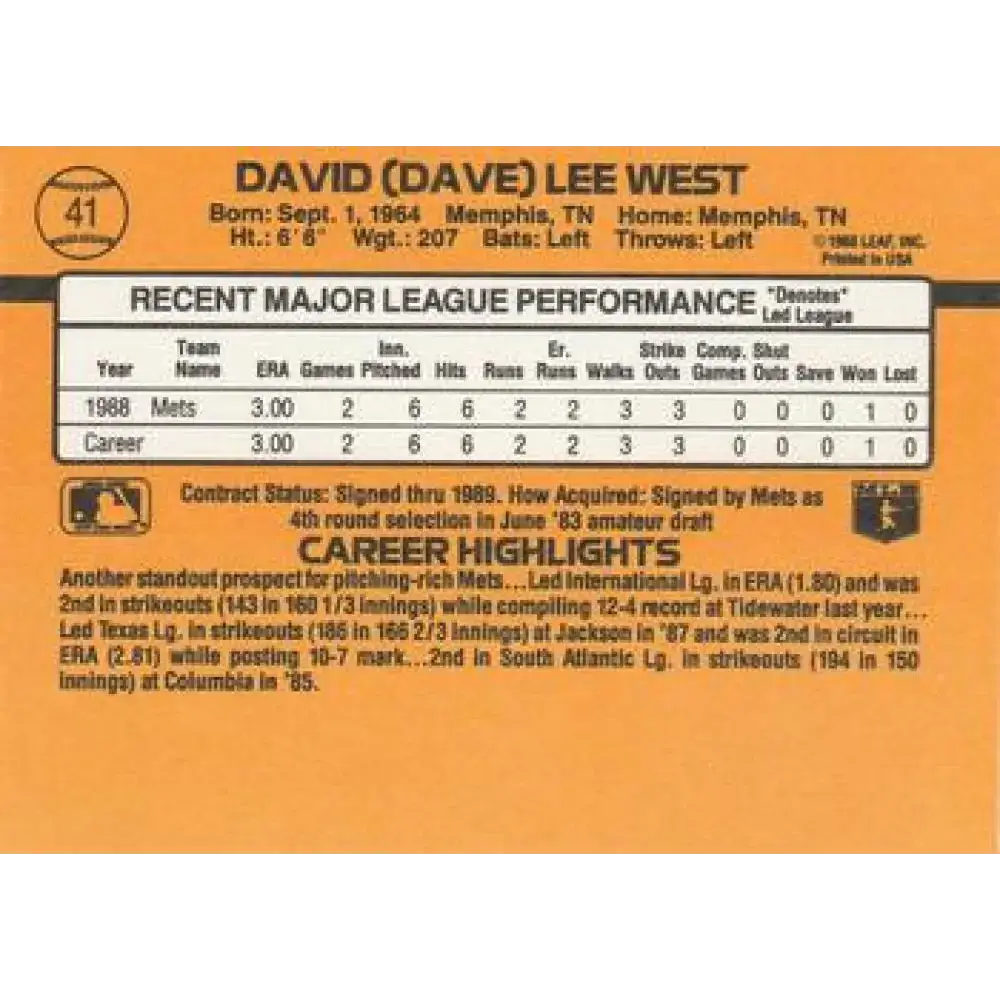 41
DAVID (DAVE) LEE WEST
Born: Sept. 1, 1964 Memphis, TN Home: Memphis, TN
Ht.: 6'6" Wgt.: 207 Bats: Left Throws: Left
© 1988 LEAF, INC.
Printed in USA
RECENT MAJOR LEAGUE PERFORMANCE "Denotes"
Led League
Team Inn. Er. Strike Comp. Shut
Year Name ERA Games Pitched Hits Runs Runs Walks Outs Games Outs Save Won Lost
1988 Mets 3.00 2 6 6 2 2 3 3 0 0 0 1 0
Career 3.00 2 6 6 2 2 3 3 0 0 0 1 0
Contract Status: Signed thru 1989. How Acquired: Signed by Mets as
4th round selection in June '83 amateur draft
CAREER HIGHLIGHTS
Another standout prospect for pitching-rich Mets...Led International Lg. in ERA (1.80) and was
2nd in strikeouts (143 in 160 1/3 innings) while compiling 12-4 record at Tidewater last year...
Led Texas Lg. in strikeouts (186 in 166 2/3 innings) at Jackson in '87 and was 2nd in circuit in
ERA (2.81) while posting 10-7 mark...2nd in South Atlantic Lg. in strikeouts (194 in 150
innings) at Columbia in '85.